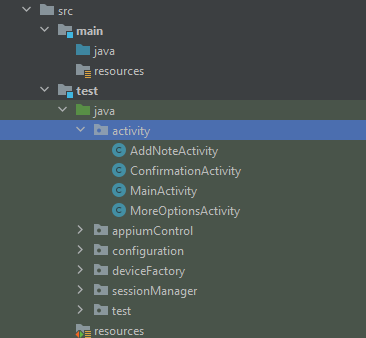 src
main
java
resources
test
java
activity
AddNoteActivity
ConfirmationActivity
MainActivity
MoreOptionsActivity
appiumControl
configuration
deviceFactory
sessionManager
test
resources